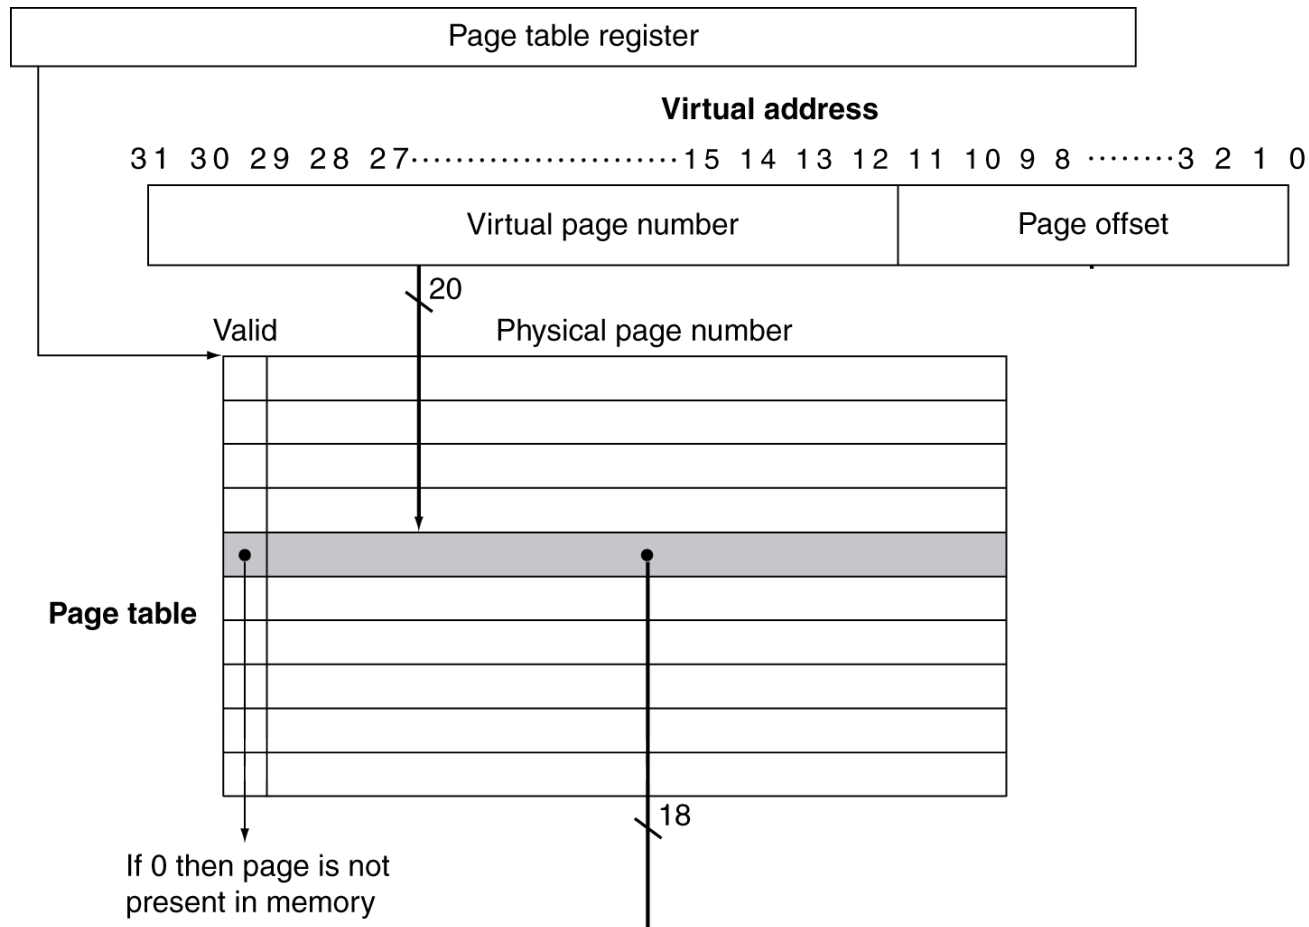 Page table register
Virtual address
31 30 29 28 27·······················15 14 13 12 11 10 9 8 ········3 2 1 0
Virtual page number Page offset
20
Valid Physical page number
Page table
18
If 0 then page is not
present in memory